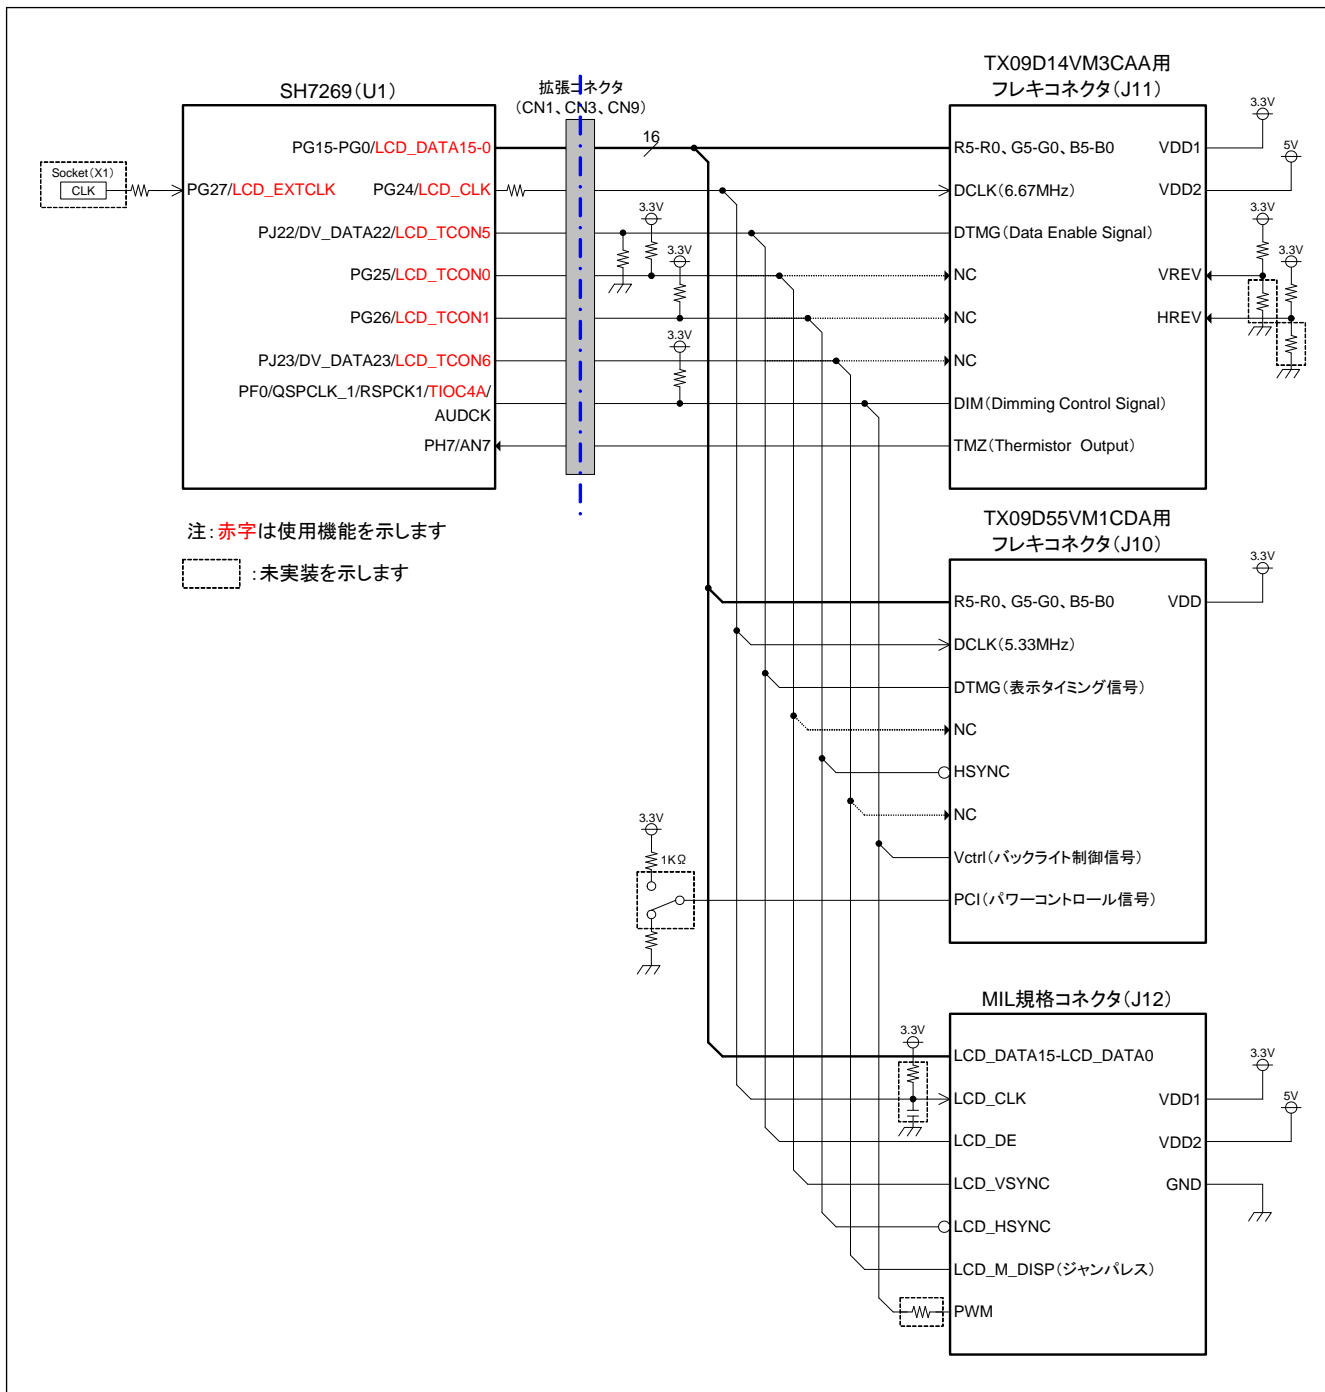 SH7269(U1)
拡張コネクタ
(CN1、CN3、CN9)
TX09D14VM3CAA用
フレキコネクタ(J11)
Socket(X1)
CLK
PG27/LCD_EXTCLK
PG15-PG0/LCD_DATA15-0
PG24/LCD_CLK
PJ22/DV_DATA22/LCD_TCON5
PG25/LCD_TCON0
PG26/LCD_TCON1
PJ23/DV_DATA23/LCD_TCON6
PF0/QSPCLK_1/RSPCK1/TIOC4A/
AUDCK
PH7/AN7
16
3.3V
3.3V
3.3V
R5-R0、G5-G0、B5-B0
DCLK(6.67MHz)
DTMG(Data Enable Signal)
NC
NC
NC
DIM(Dimming Control Signal)
TMZ(Thermistor Output)
VDD1
VDD2
VREV
HREV
3.3V
5V
3.3V
3.3V
注:赤字は使用機能を示します
:未実装を示します
TX09D55VM1CDA用
フレキコネクタ(J10)
R5-R0、G5-G0、B5-B0
DCLK(5.33MHz)
DTMG(表示タイミング信号)
NC
HSYNC
NC
Vctrl(バックライト制御信号)
PCI(パワーコントロール信号)
VDD
3.3V
3.3V
1KΩ
MIL規格コネクタ(J12)
3.3V
LCD_DATA15-LCD_DATA0
LCD_CLK
LCD_DE
LCD_VSYNC
LCD_HSYNC
LCD_M_DISP(ジャンパレス)
PWM
VDD1
VDD2
GND
3.3V
5V